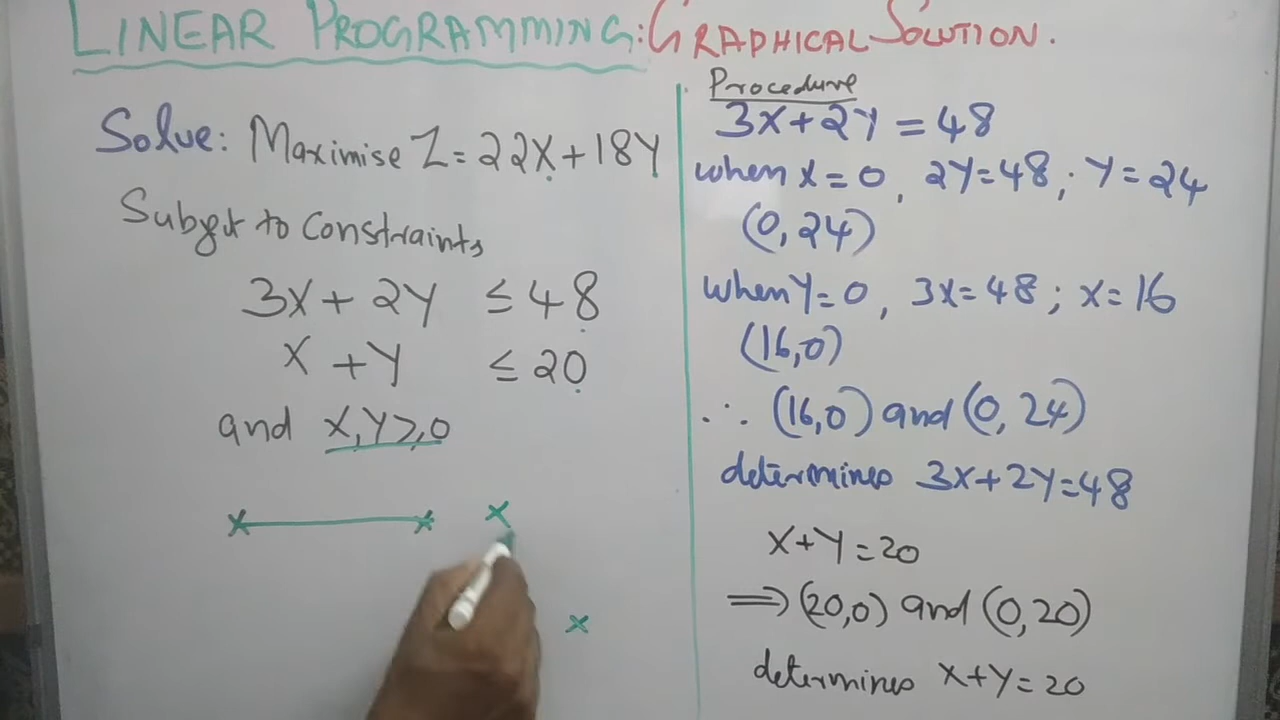 LINEAR PROGRAMMING: GRAPHICAL SOLUTION.
Solve: Maximise Z = 22X + 18Y
Subject to Constraints
3X + 2Y ≤ 48
X + Y ≤ 20
and X, Y ≥ 0
Procedure
3X + 2Y = 48
when X = 0, 2Y = 48; Y = 24
(0, 24)
when Y = 0, 3X = 48; X = 16
(16, 0)
∴ (16, 0) and (0, 24)
determines 3X + 2Y = 48
X + Y = 20
⟹ (20, 0) and (0, 20)
determines X + Y = 20